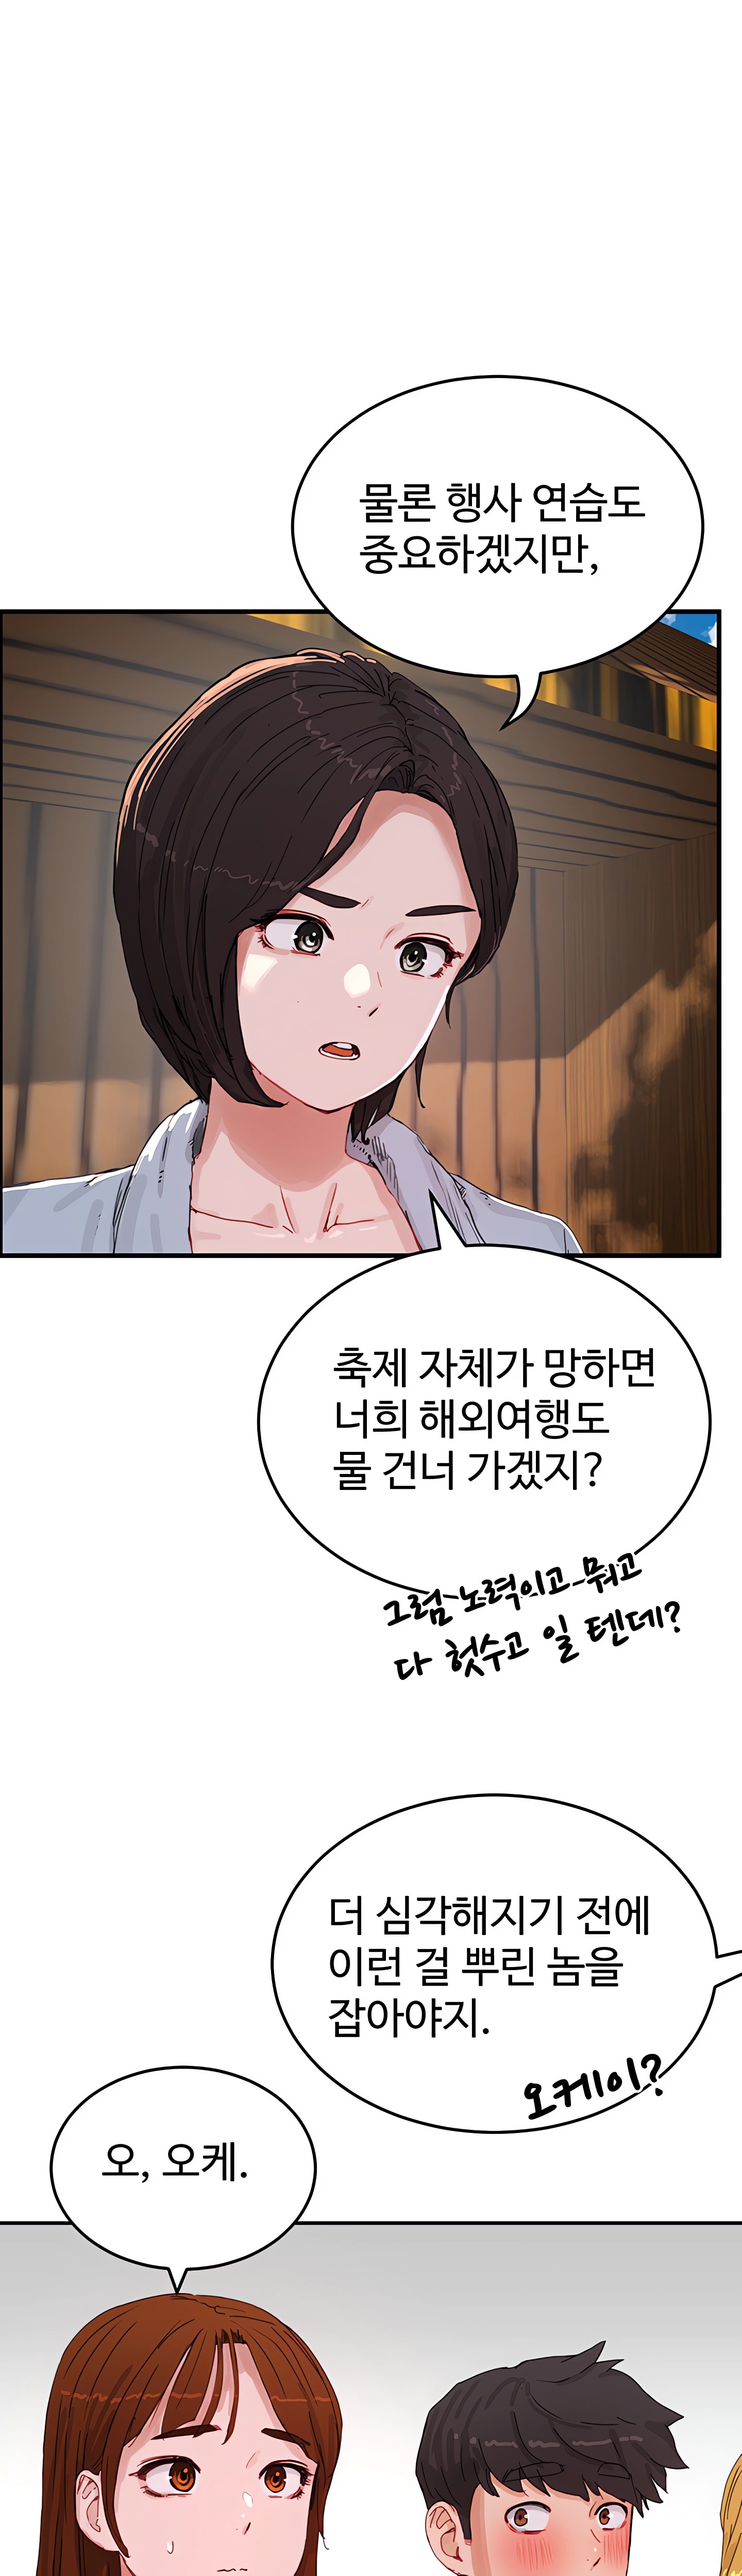 물론 행사 연습도
중요하겠지만,
축제 자체가 망하면
너희 해외여행도
물 건너 가겠지?
그럼 노력이고 뭐고
다 헛수고 일 텐데?
더 심각해지기 전에
이런 걸 뿌린 놈을
잡아야지.
오케이?
오, 오케.